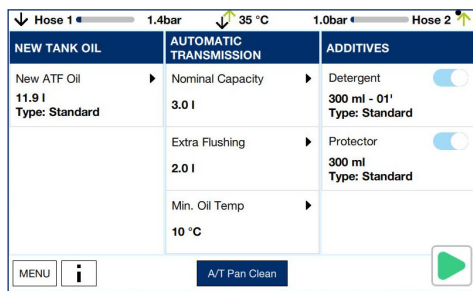 Hose 1 1.4bar 35 °C 1.0bar Hose 2
NEW TANK OIL
New ATF Oil
11.9 l
Type: Standard
AUTOMATIC
TRANSMISSION
Nominal Capacity
3.0 l
Extra Flushing
2.0 l
Min. Oil Temp
10 °C
ADDITIVES
Detergent
300 ml - 01'
Type: Standard
Protector
300 ml
Type: Standard
MENU i A/T Pan Clean